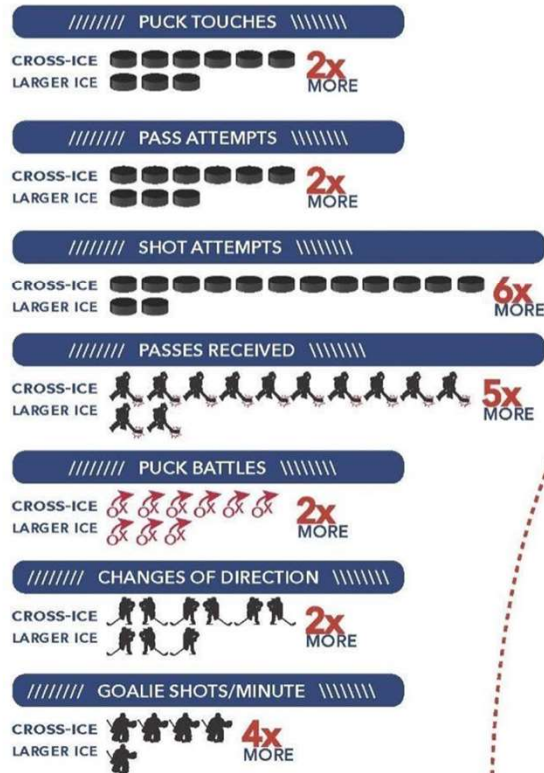 //////// PUCK TOUCHES \\\\\\\\
CROSS-ICE
LARGER ICE
2x
MORE
//////// PASS ATTEMPTS \\\\\\\\
CROSS-ICE
LARGER ICE
2x
MORE
//////// SHOT ATTEMPTS \\\\\\\\
CROSS-ICE
LARGER ICE
6x
MORE
//////// PASSES RECEIVED \\\\\\\\
CROSS-ICE
LARGER ICE
5x
MORE
//////// PUCK BATTLES \\\\\\\\
CROSS-ICE
LARGER ICE
2x
MORE
//////// CHANGES OF DIRECTION \\\\\\\\
CROSS-ICE
LARGER ICE
2x
MORE
//////// GOALIE SHOTS/MINUTE \\\\\\\\
CROSS-ICE
LARGER ICE
4x
MORE